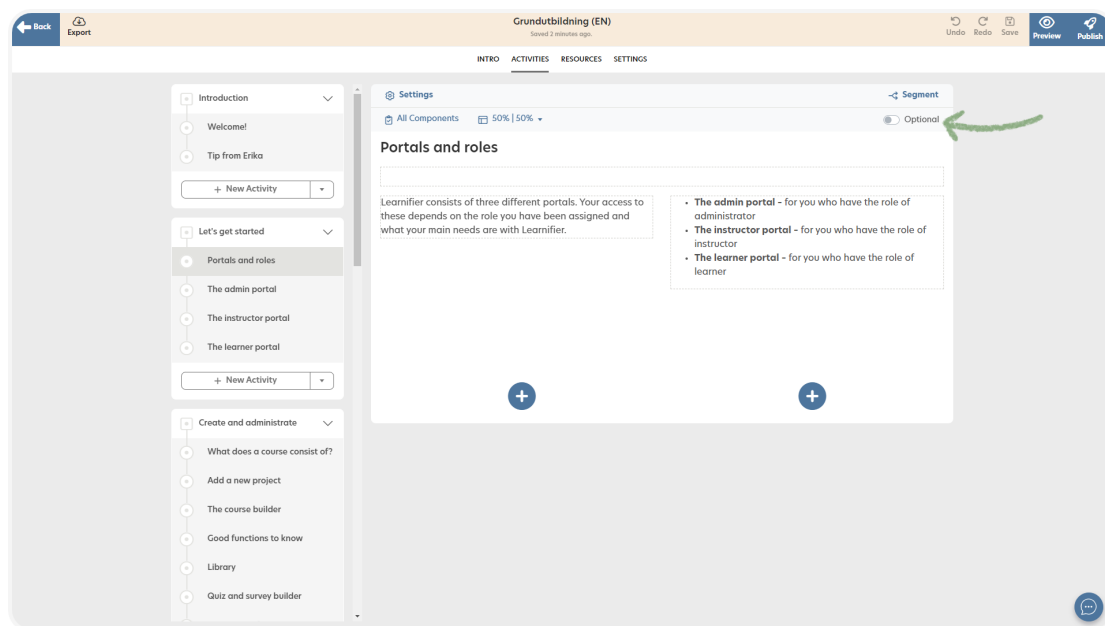 Back
Export
Grundutbildning (EN)
Saved 2 minutes ago.
Undo Redo Save Preview Publish
INTRO ACTIVITIES RESOURCES SETTINGS
Introduction
Welcome!
Tip from Erika
+ New Activity
Let's get started
Portals and roles
The admin portal
The instructor portal
The learner portal
+ New Activity
Create and administrate
What does a course consist of?
Add a new project
The course builder
Good functions to know
Library
Quiz and survey builder
Settings
Segment
All Components
50% | 50%
Optional
Portals and roles
Learnifier consists of three different portals. Your access to
these depends on the role you have been assigned and
what your main needs are with Learnifier.
• The admin portal - for you who have the role of
administrator
• The instructor portal - for you who have the role of
instructor
• The learner portal - for you who have the role of
learner